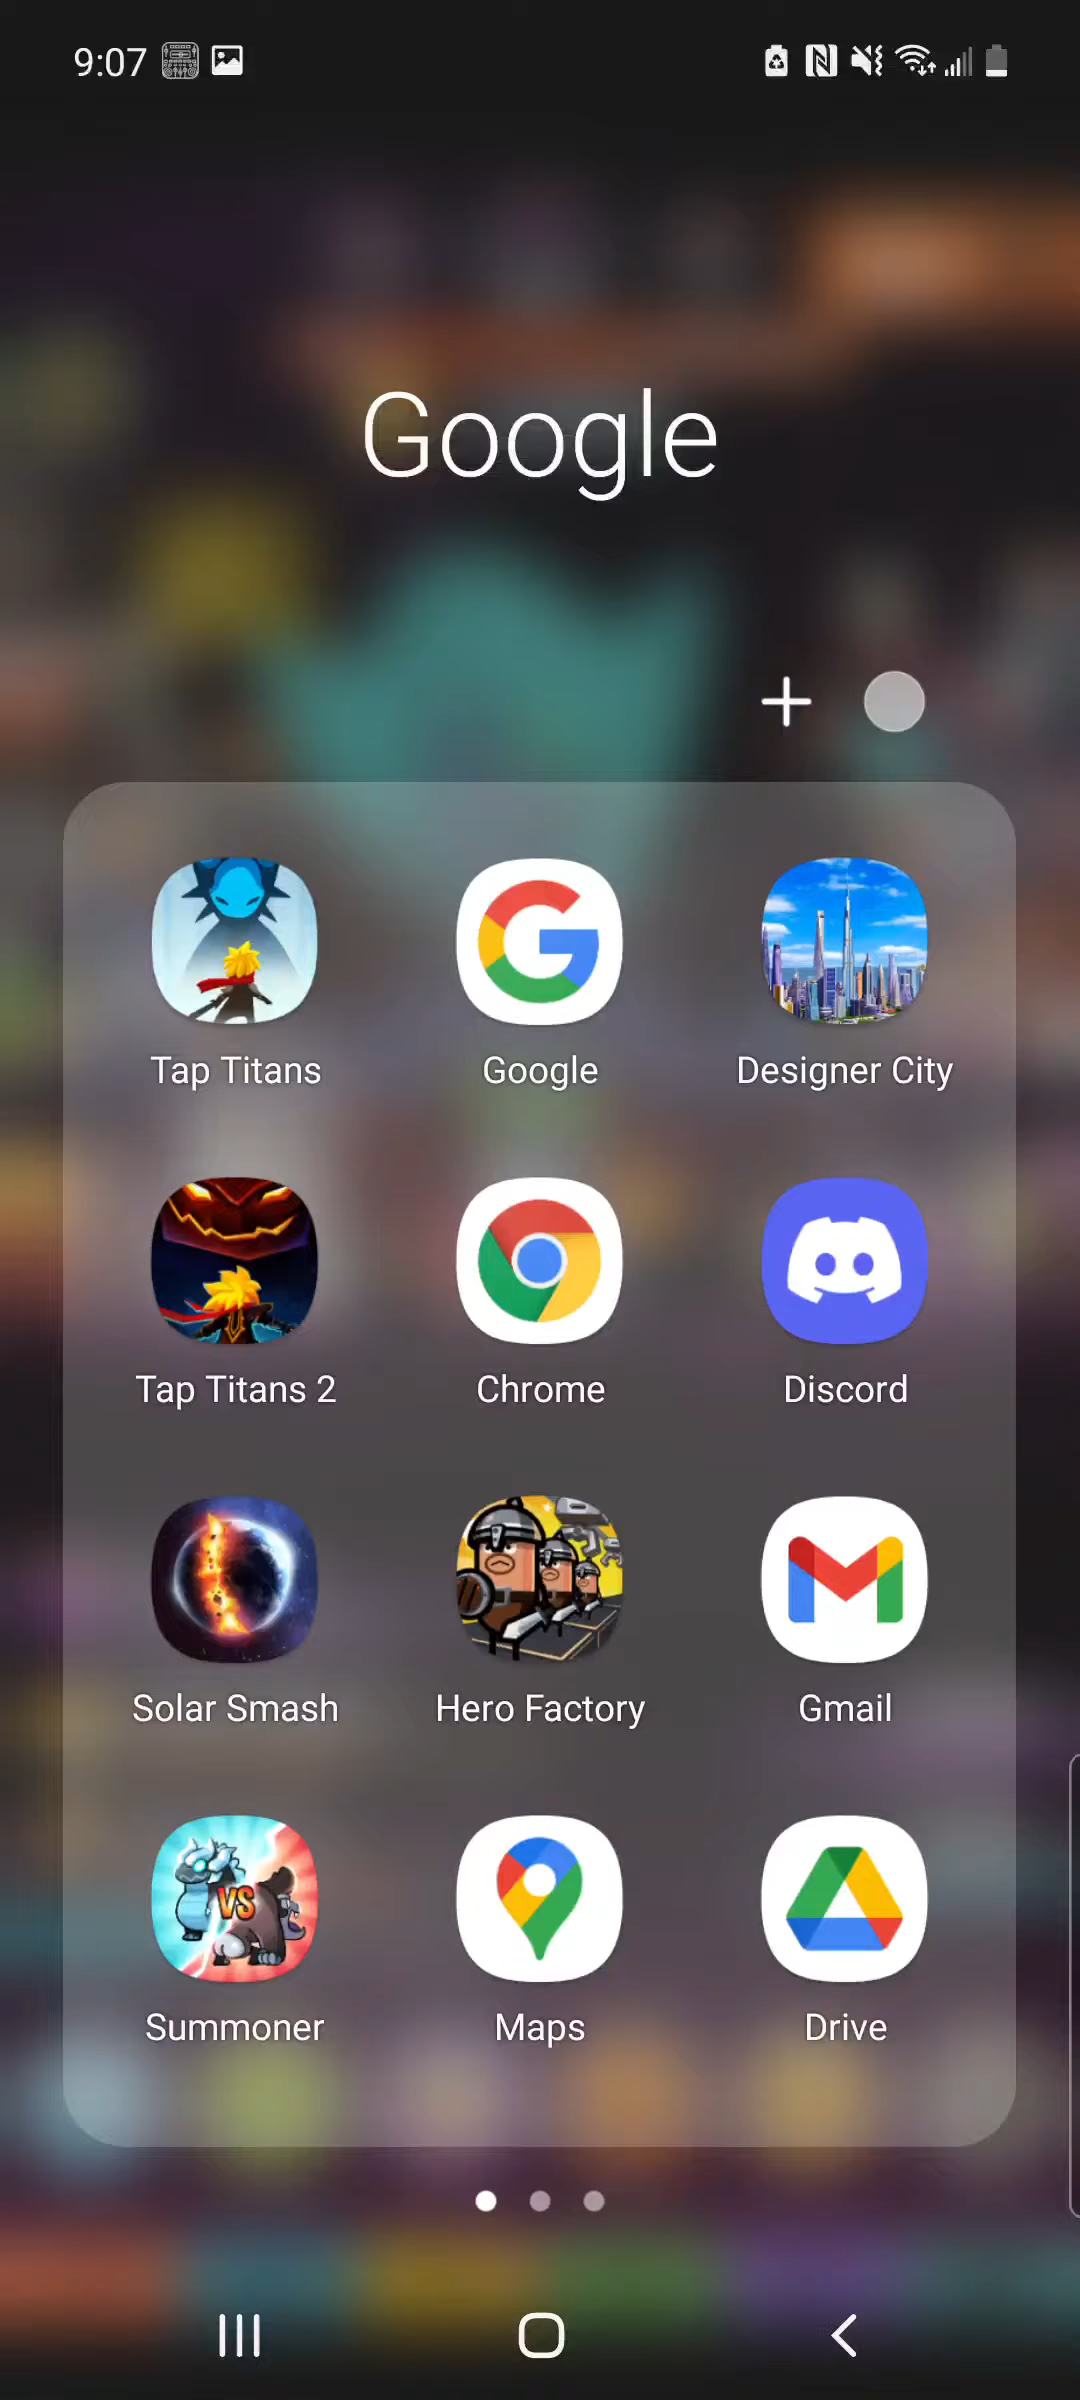 9:07
Google
Tap Titans
Google
Designer City
Tap Titans 2
Chrome
Discord
Solar Smash
Hero Factory
Gmail
VS
Summoner
Maps
Drive